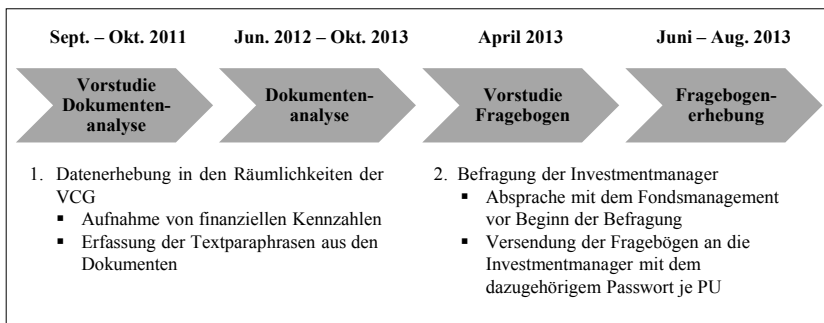 Sept. – Okt. 2011
Jun. 2012 – Okt. 2013
April 2013
Juni – Aug. 2013
Vorstudie
Dokumenten-
analyse
Dokumenten-
analyse
Vorstudie
Fragebogen
Fragebogen-
erhebung
1. Datenerhebung in den Räumlichkeiten der
VCG
▪ Aufnahme von finanziellen Kennzahlen
▪ Erfassung der Textparaphrasen aus den
Dokumenten
2. Befragung der Investmentmanager
▪ Absprache mit dem Fondsmanagement
vor Beginn der Befragung
▪ Versendung der Fragebögen an die
Investmentmanager mit dem
dazugehörigem Passwort je PU